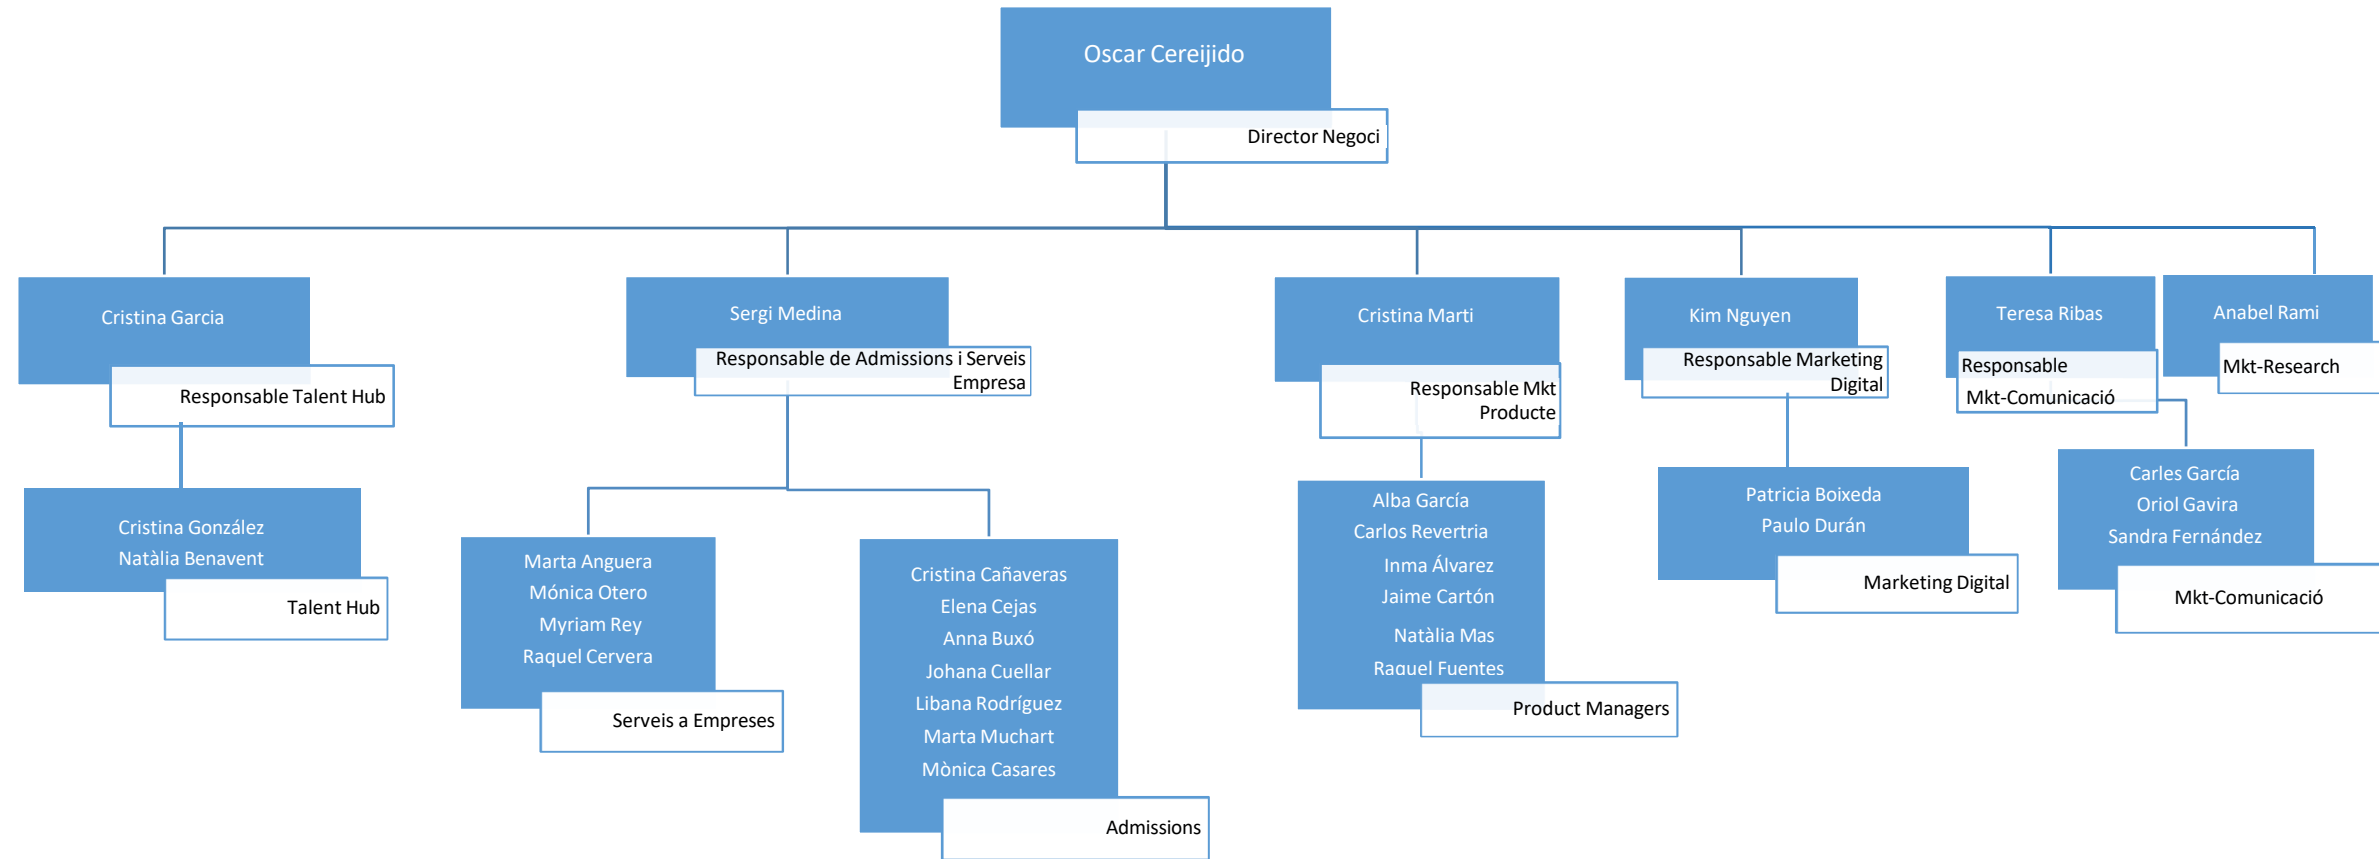 Oscar Cereijido
Director Negoci
Cristina Garcia
Responsable Talent Hub
Sergi Medina
Responsable de Admissions i Serveis
Empresa
Cristina Marti
Responsable Mkt
Producte
Kim Nguyen
Responsable Marketing
Digital
Teresa Ribas
Responsable
Mkt-Comunicació
Anabel Rami
Mkt-Research
Cristina González
Natàlia Benavent
Talent Hub
Marta Anguera
Mónica Otero
Myriam Rey
Raquel Cervera
Serveis a Empreses
Cristina Cañaveras
Elena Cejas
Anna Buxó
Johana Cuellar
Libana Rodríguez
Marta Muchart
Mònica Casares
Admissions
Alba García
Carlos Revertria
Inma Álvarez
Jaime Cartón
Natàlia Mas
Raquel Fuentes
Product Managers
Patricia Boixeda
Paulo Durán
Marketing Digital
Carles García
Oriol Gavira
Sandra Fernández
Mkt-Comunicació